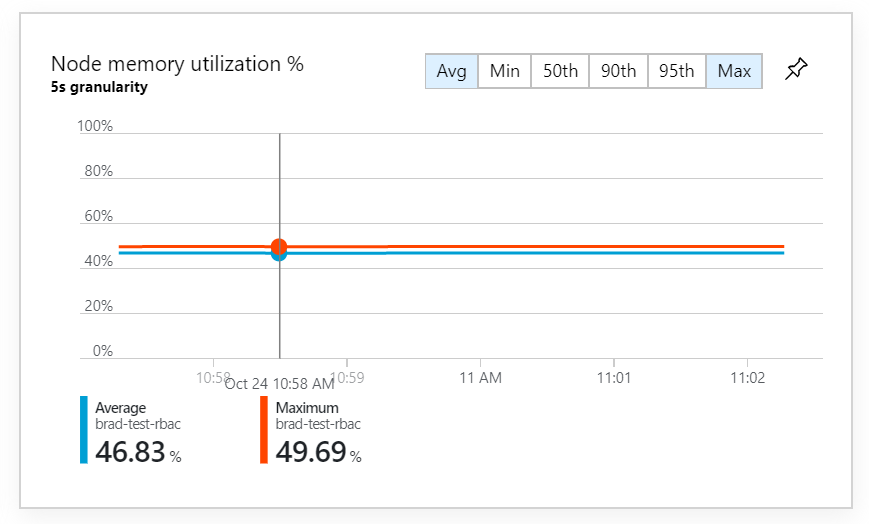 Node memory utilization %
5s granularity
Avg Min 50th 90th 95th Max
100%
80%
60%
40%
20%
0%
10:58 10:59 11 AM 11:01 11:02
Oct 24 10:58 AM
Average Maximum
brad-test-rbac brad-test-rbac
46.83 % 49.69 %